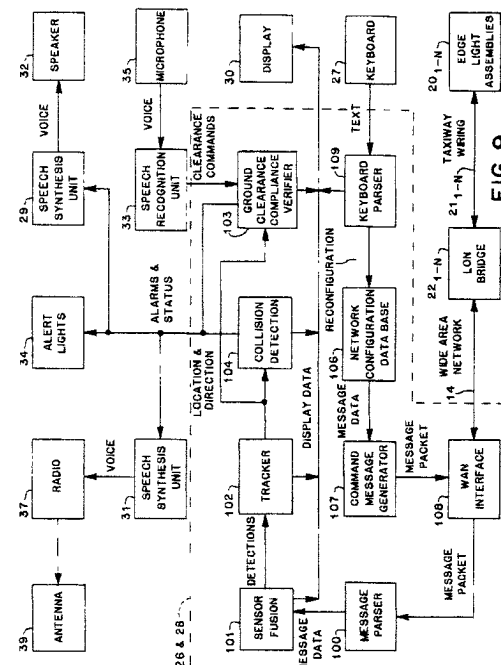 39
ANTENNA
37
RADIO
VOICE
31
SPEECH
SYNTHESIS
UNIT
34
ALERT
LIGHTS
ALARMS &
STATUS
29
SPEECH
SYNTHESIS
UNIT
VOICE
32
SPEAKER
35
MICROPHONE
VOICE
33
SPEECH
RECOGNITION
UNIT
CLEARANCE
COMMANDS
26 & 28
101
SENSOR
FUSION
DETECTIONS
102
TRACKER
LOCATION &
DIRECTION
104
COLLISION
DETECTION
103
GROUND
CLEARANCE
COMPLIANCE
VERIFIER
30
DISPLAY
DISPLAY DATA
MESSAGE
DATA
100
MESSAGE
PARSER
MESSAGE
PACKET
107
COMMAND
MESSAGE
GENERATOR
MESSAGE
DATA
106
NETWORK
CONFIGURATION
DATA BASE
RECONFIGURATION
109
KEYBOARD
PARSER
TEXT
27
KEYBOARD
MESSAGE
PACKET
108
WAN
INTERFACE
14
WIDE AREA
NETWORK
22 1-N
LON
BRIDGE
21 1-N
TAXIWAY
WIRING
20 1-N
EDGE
LIGHT
ASSEMBLIES
FIG. 9